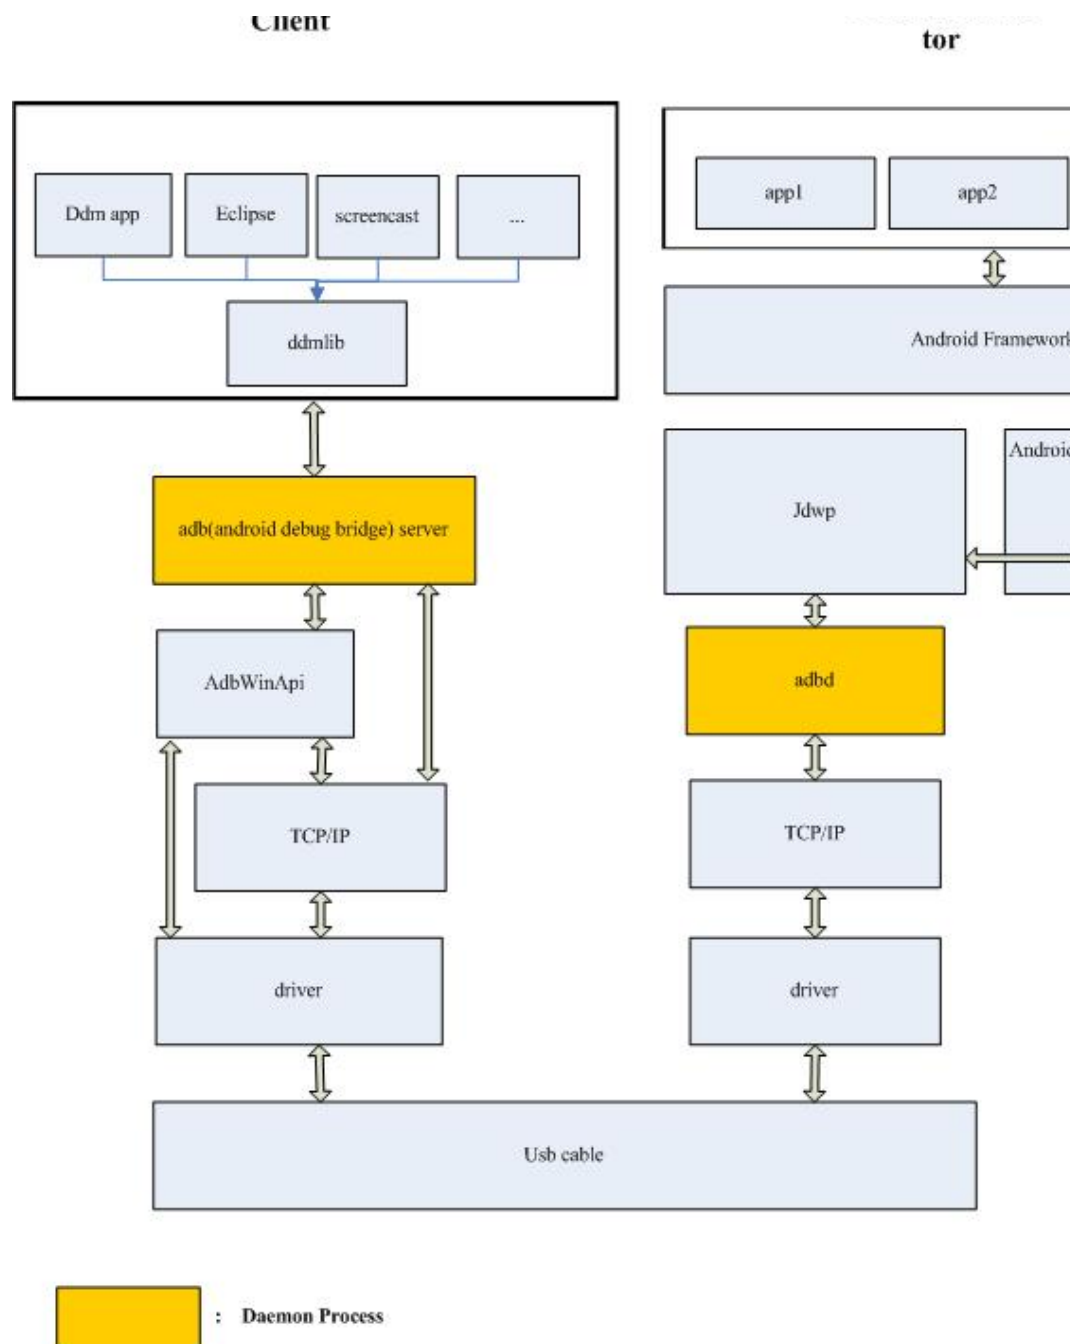 Client
tor
Ddm app
Eclipse
screencast
...
ddmlib
adb(android debug bridge) server
AdbWinApi
TCP/IP
driver
app1
app2
Android Framework
Jdwp
Android
adbd
TCP/IP
driver
Usb cable
: Daemon Process